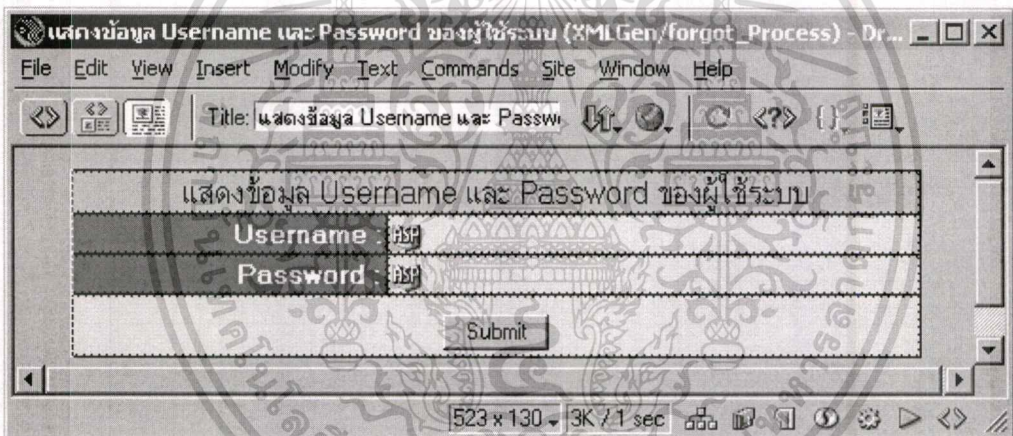 แสดงข้อมูล Username และ Password ของผู้ใช้ระบบ (XMLGen/forgot_Process) - Dr...
File Edit View Insert Modify Text Commands Site Window Help
Title: แสดงข้อมูล Username และ Passw
แสดงข้อมูล Username และ Password ของผู้ใช้ระบบ
Username : ASP
Password : ASP
Submit
523 x 130 3K / 1 sec